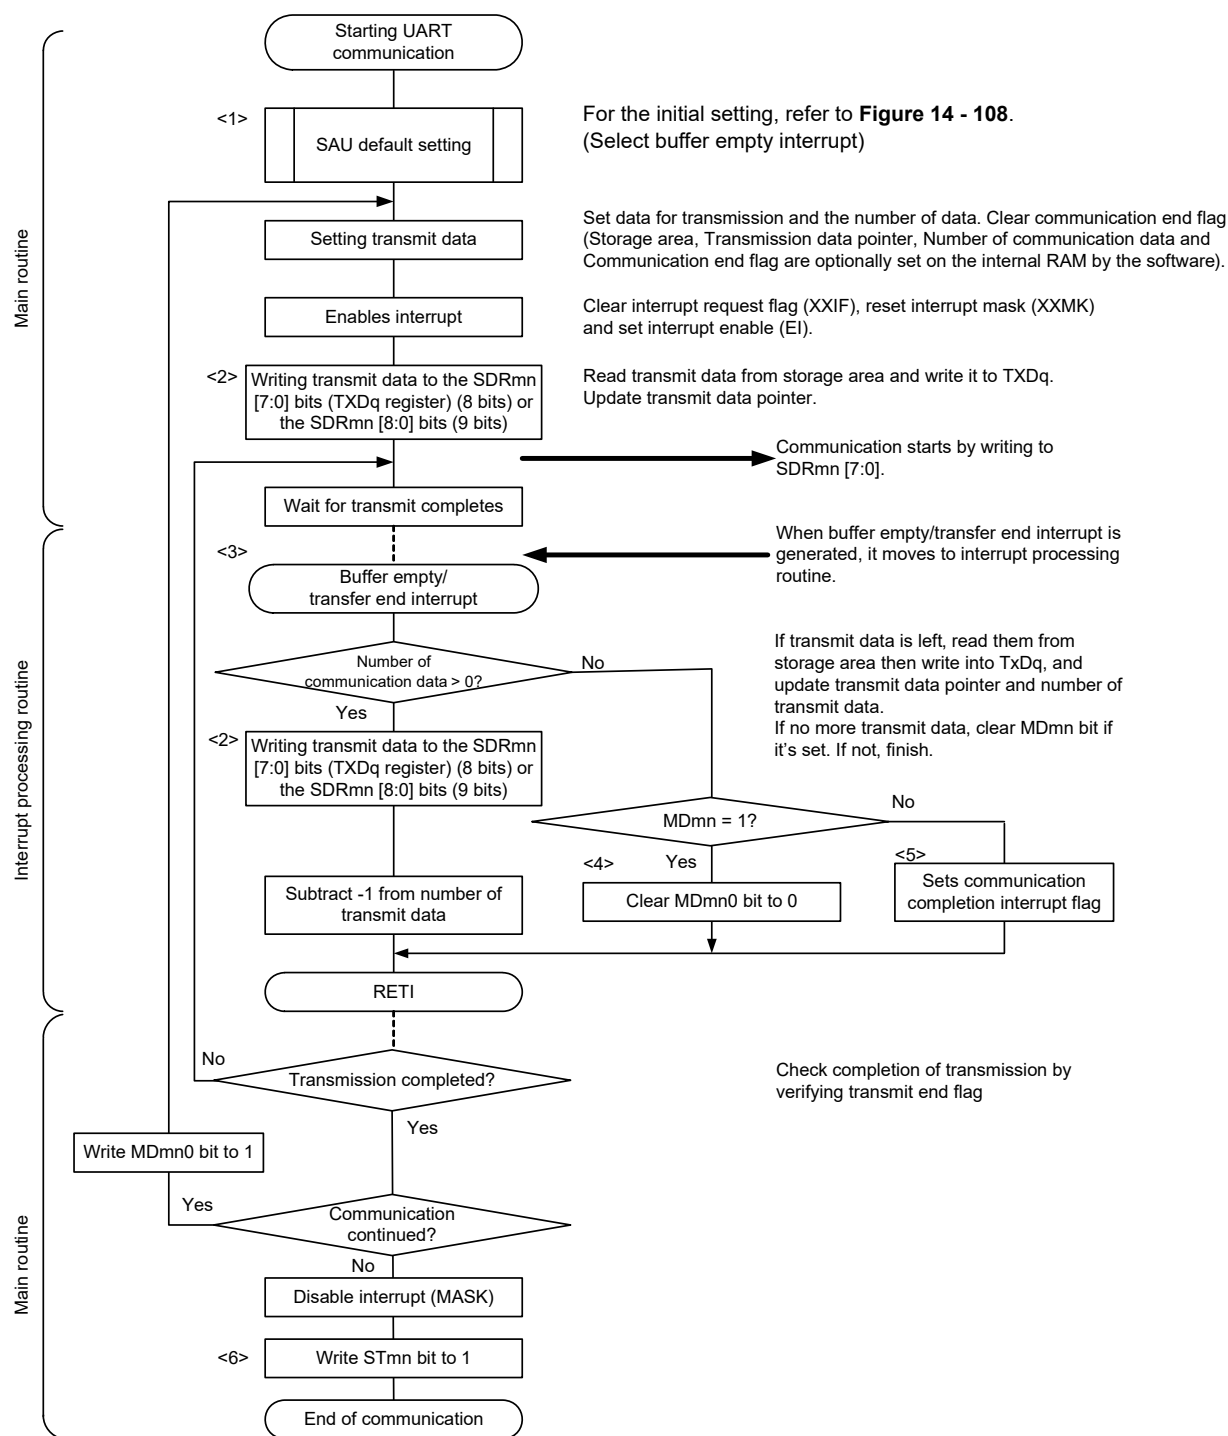 Starting UART
communication
<1>
SAU default setting
For the initial setting, refer to Figure 14 - 108.
(Select buffer empty interrupt)
Main routine
Setting transmit data
Set data for transmission and the number of data. Clear communication end flag
(Storage area, Transmission data pointer, Number of communication data and
Communication end flag are optionally set on the internal RAM by the software).
Enables interrupt
Clear interrupt request flag (XXIF), reset interrupt mask (XXMK)
and set interrupt enable (EI).
<2>
Writing transmit data to the SDRmn
[7:0] bits (TXDq register) (8 bits) or
the SDRmn [8:0] bits (9 bits)
Read transmit data from storage area and write it to TXDq.
Update transmit data pointer.
Communication starts by writing to
SDRmn [7:0].
Wait for transmit completes
When buffer empty/transfer end interrupt is
generated, it moves to interrupt processing
routine.
<3>
Buffer empty/
transfer end interrupt
Interrupt processing routine
Number of
communication data > 0?
No
Yes
If transmit data is left, read them from
storage area then write into TxDq, and
update transmit data pointer and number of
transmit data.
If no more transmit data, clear MDmn bit if
it's set. If not, finish.
<2>
Writing transmit data to the SDRmn
[7:0] bits (TXDq register) (8 bits) or
the SDRmn [8:0] bits (9 bits)
MDmn = 1?
No
Yes
<4>
<5>
Subtract -1 from number of
transmit data
Clear MDmn0 bit to 0
Sets communication
completion interrupt flag
RETI
Main routine
No
Transmission completed?
Check completion of transmission by
verifying transmit end flag
Yes
Write MDmn0 bit to 1
Yes
Communication
continued?
No
Disable interrupt (MASK)
<6>
Write STmn bit to 1
End of communication